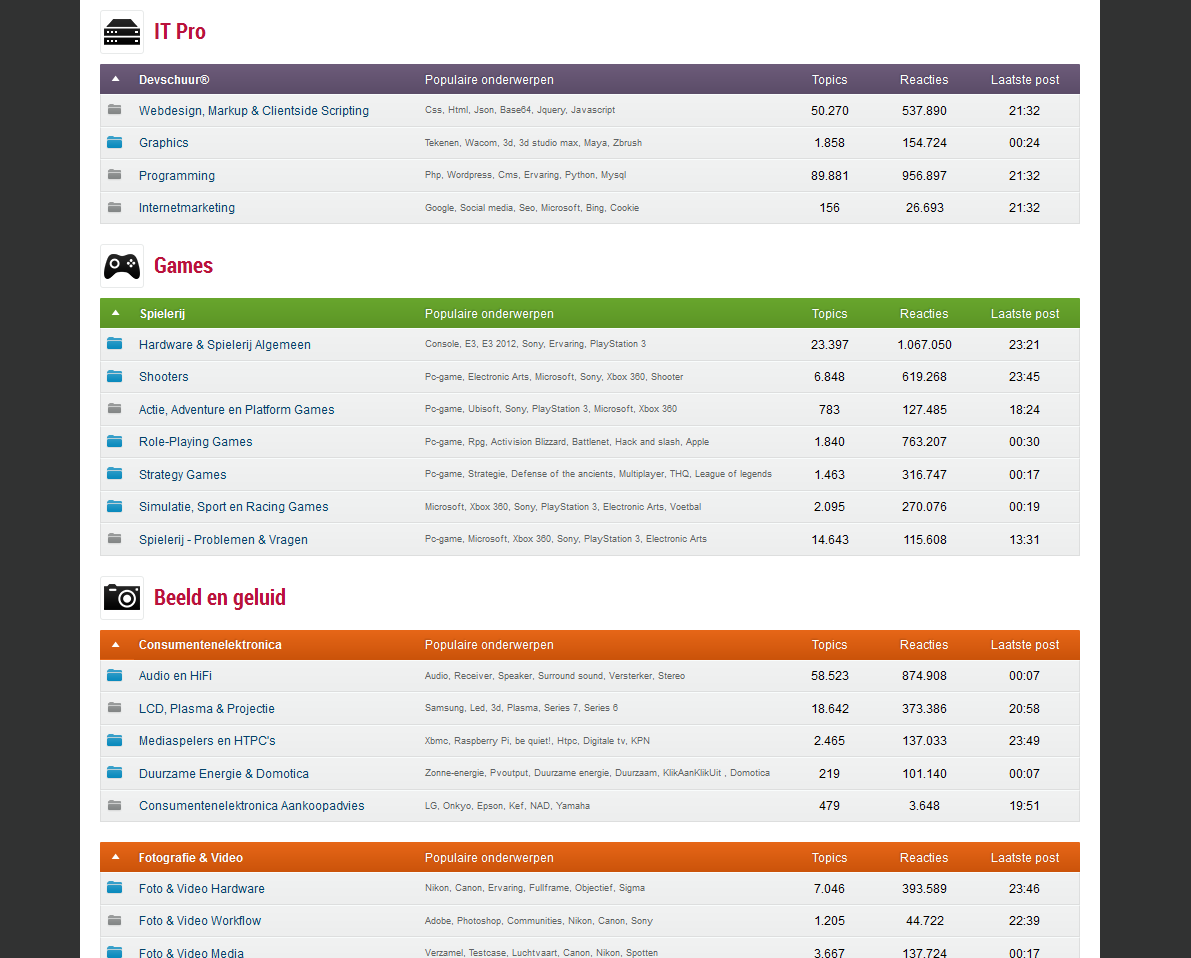 IT Pro
Devschuur® Populaire onderwerpen Topics Reacties Laatste post
Webdesign, Markup & Clientside Scripting Css, Html, Json, Base64, Jquery, Javascript 50.270 537.890 21:32
Graphics Tekenen, Wacom, 3d, 3d studio max, Maya, Zbrush 1.858 154.724 00:24
Programming Php, Wordpress, Cms, Ervaring, Python, Mysql 89.881 956.897 21:32
Internetmarketing Google, Social media, Seo, Microsoft, Bing, Cookie 156 26.693 21:32
Games
Spielerij Populaire onderwerpen Topics Reacties Laatste post
Hardware & Spielerij Algemeen Console, E3, E3 2012, Sony, Ervaring, PlayStation 3 23.397 1.067.050 23:21
Shooters Pc-game, Electronic Arts, Microsoft, Sony, Xbox 360, Shooter 6.848 619.268 23:45
Actie, Adventure en Platform Games Pc-game, Ubisoft, Sony, PlayStation 3, Microsoft, Xbox 360 783 127.485 18:24
Role-Playing Games Pc-game, Rpg, Activision Blizzard, Battlenet, Hack and slash, Apple 1.840 763.207 00:30
Strategy Games Pc-game, Strategie, Defense of the ancients, Multiplayer, THQ, League of legends 1.463 316.747 00:17
Simulatie, Sport en Racing Games Microsoft, Xbox 360, Sony, PlayStation 3, Electronic Arts, Voetbal 2.095 270.076 00:19
Spielerij - Problemen & Vragen Pc-game, Microsoft, Xbox 360, Sony, PlayStation 3, Electronic Arts 14.643 115.608 13:31
Beeld en geluid
Consumentenelektronica Populaire onderwerpen Topics Reacties Laatste post
Audio en HiFi Audio, Receiver, Speaker, Surround sound, Versterker, Stereo 58.523 874.908 00:07
LCD, Plasma & Projectie Samsung, Led, 3d, Plasma, Series 7, Series 6 18.642 373.386 20:58
Mediaspelers en HTPC's Xbmc, Raspberry Pi, be quiet!, Htpc, Digitale tv, KPN 2.465 137.033 23:49
Duurzame Energie & Domotica Zonne-energie, Pvoutput, Duurzame energie, Duurzaam, KlikAanKlikUit , Domotica 219 101.140 00:07
Consumentenelektronica Aankoopadvies LG, Onkyo, Epson, Kef, NAD, Yamaha 479 3.648 19:51
Fotografie & Video Populaire onderwerpen Topics Reacties Laatste post
Foto & Video Hardware Nikon, Canon, Ervaring, Fullframe, Objectief, Sigma 7.046 393.589 23:46
Foto & Video Workflow Adobe, Photoshop, Communities, Nikon, Canon, Sony 1.205 44.722 22:39
Foto & Video Media Verzamel, Testcase, Luchtvaart, Canon, Nikon, Spotten 3.667 137.724 00:17